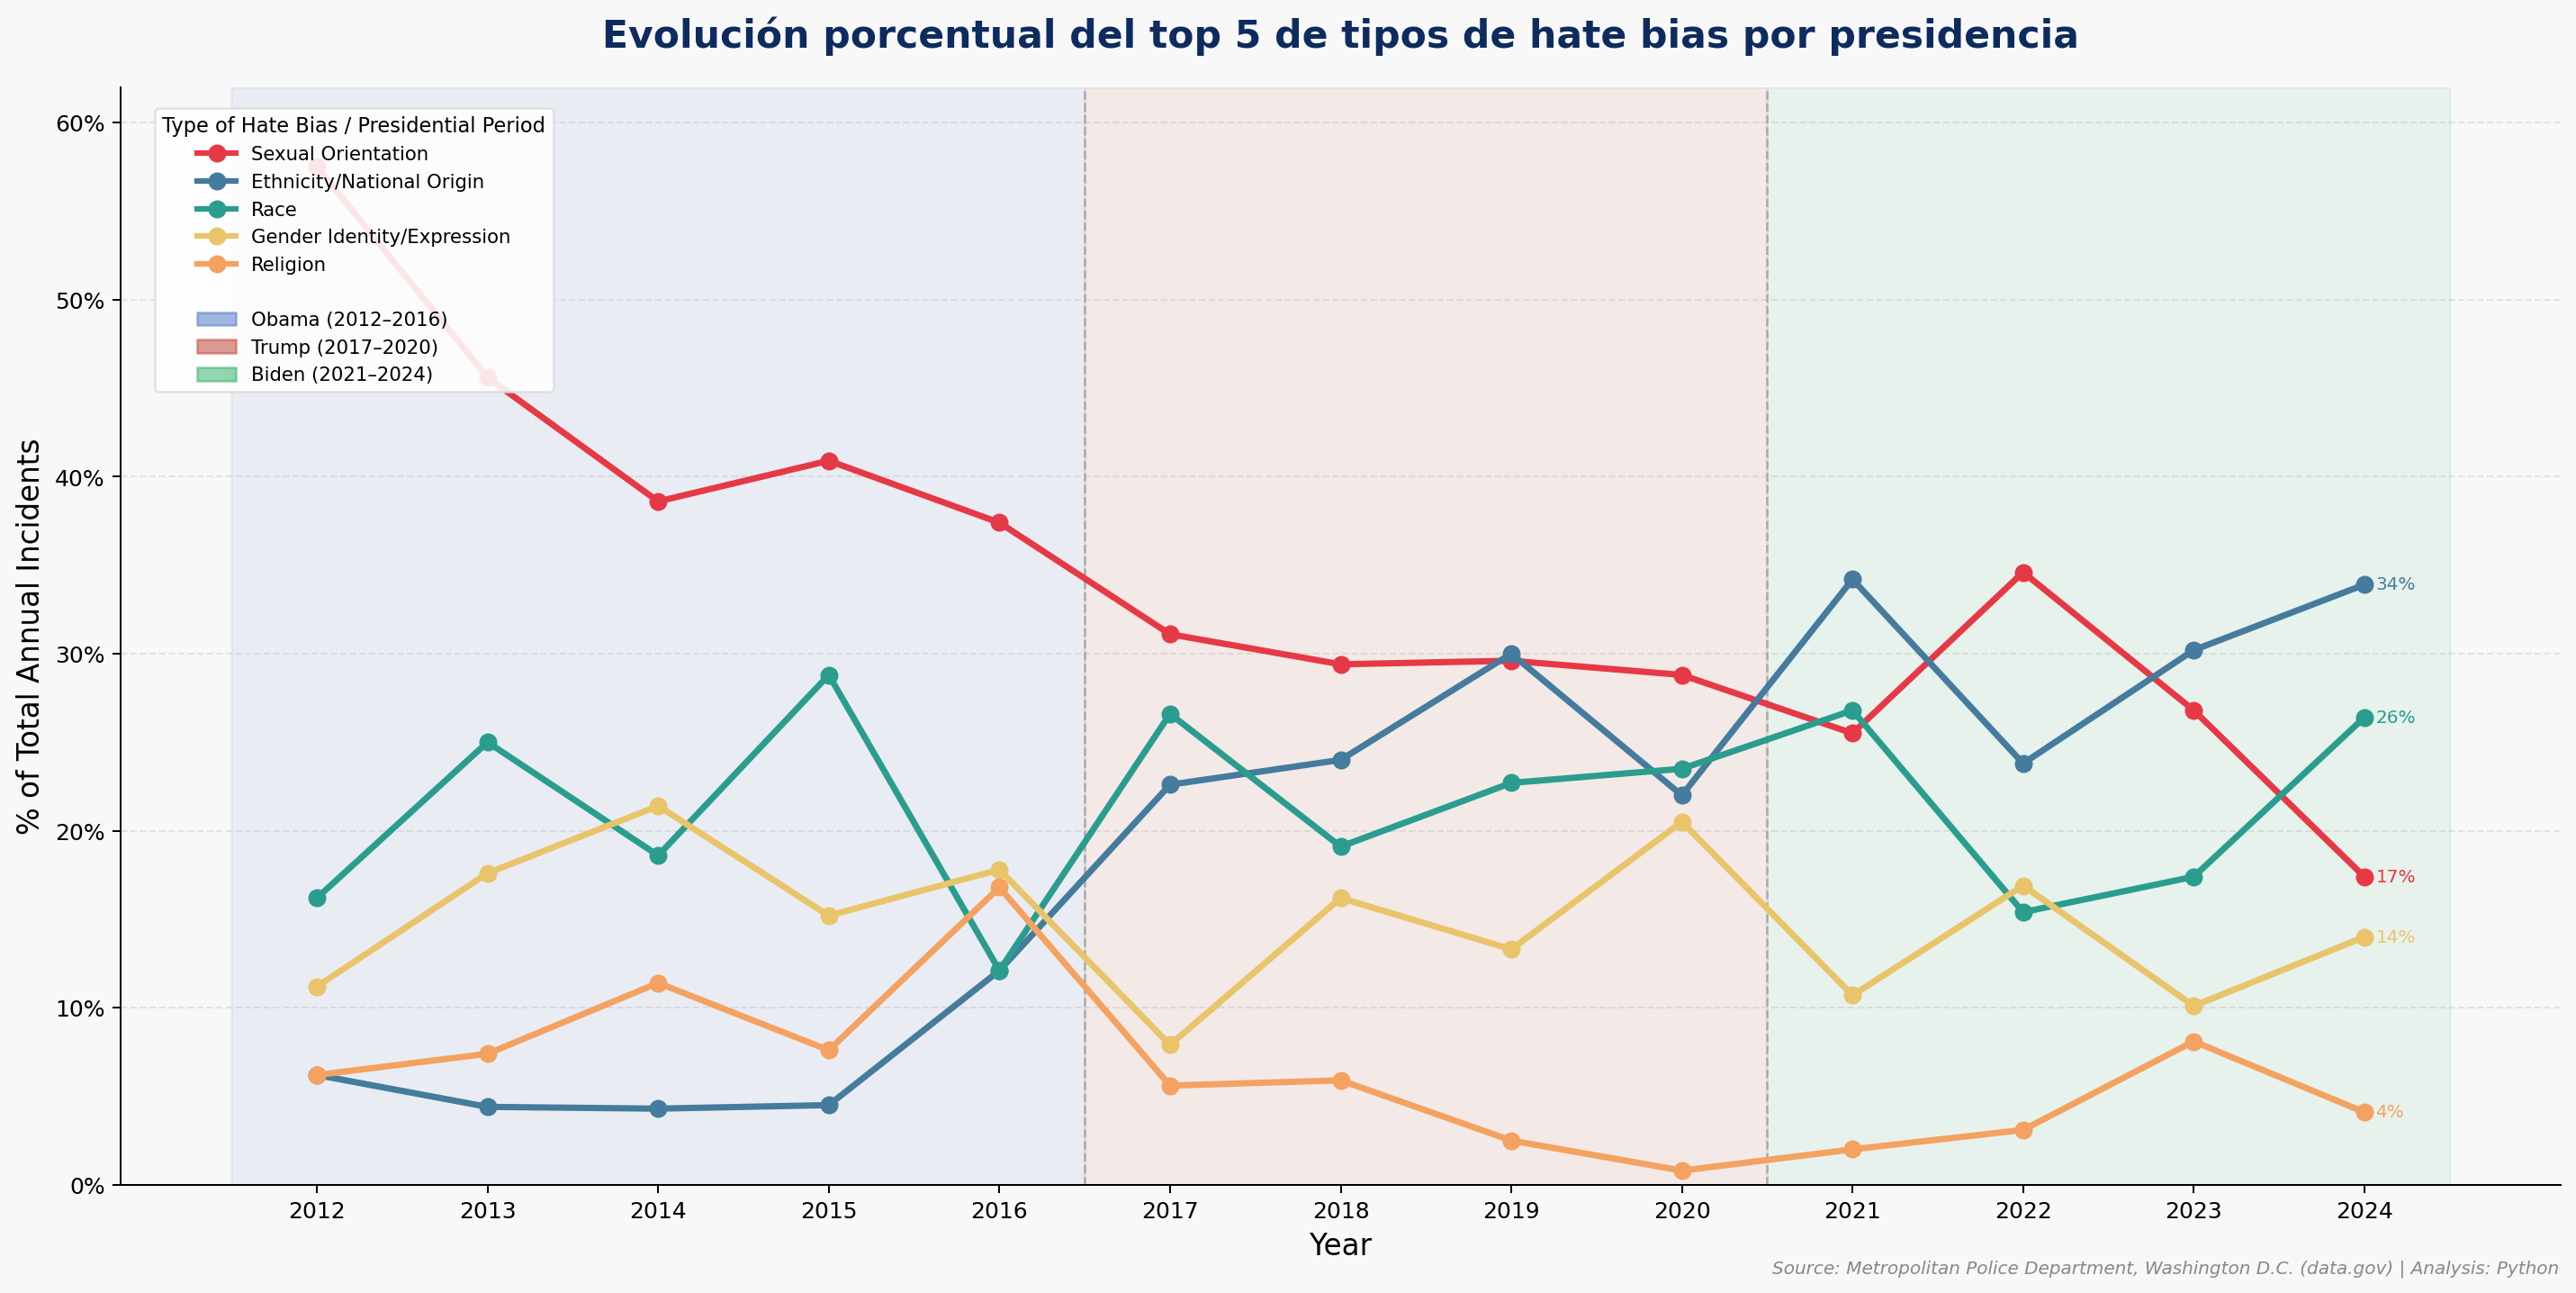 Evolución porcentual del top 5 de tipos de hate bias por presidencia
Type of Hate Bias / Presidential Period
Sexual Orientation
Ethnicity/National Origin
Race
Gender Identity/Expression
Religion
Obama (2012–2016)
Trump (2017–2020)
Biden (2021–2024)
% of Total Annual Incidents
60%
50%
40%
30%
20%
10%
0%
34%
26%
17%
14%
4%
2012 2013 2014 2015 2016 2017 2018 2019 2020 2021 2022 2023 2024
Year
Source: Metropolitan Police Department, Washington D.C. (data.gov) | Analysis: Python